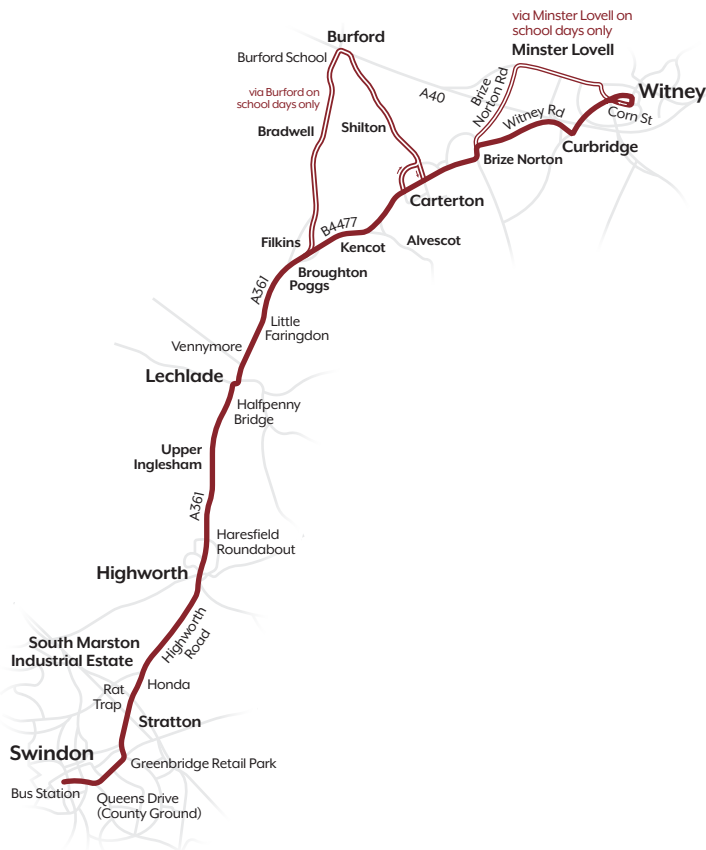 via Minster Lovell on
school days only
Minster Lovell
Burford
Burford School
A40
Brize
Norton Rd
Witney
via Burford on
school days only
Bradwell
Shilton
Witney Rd
Corn St
Curbridge
Brize Norton
Carterton
B4477
Filkins
Kencot
Alvescot
Broughton
Poggs
A361
Little
Faringdon
Vennymore
Lechlade
Halfpenny
Bridge
Upper
Inglesham
A361
Haresfield
Roundabout
Highworth
Highworth
Road
South Marston
Industrial Estate
Honda
Rat
Trap
Stratton
Swindon
Greenbridge Retail Park
Bus Station
Queens Drive
(County Ground)